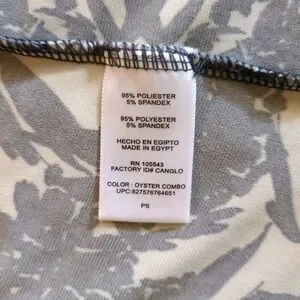 95% POLIESTER
5% SPANDEX
95% POLYESTER
5% SPANDEX
HECHO EN EGIPTO
MADE IN EGYPT
RN 105543
FACTORY ID# CANGLO
COLOR : OYSTER COMBO
UPC:827576764651
PS